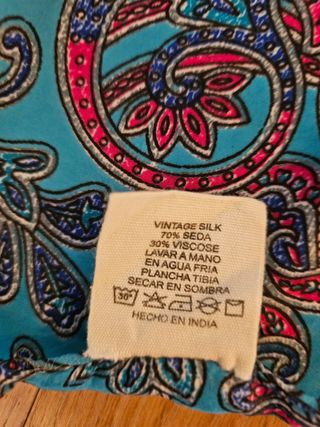 VINTAGE SILK
70% SEDA
30% VISCOSE
LAVAR A MANO
EN AGUA FRIA
PLANCHA TIBIA
SECAR EN SOMBRA
30°
HECHO EN INDIA